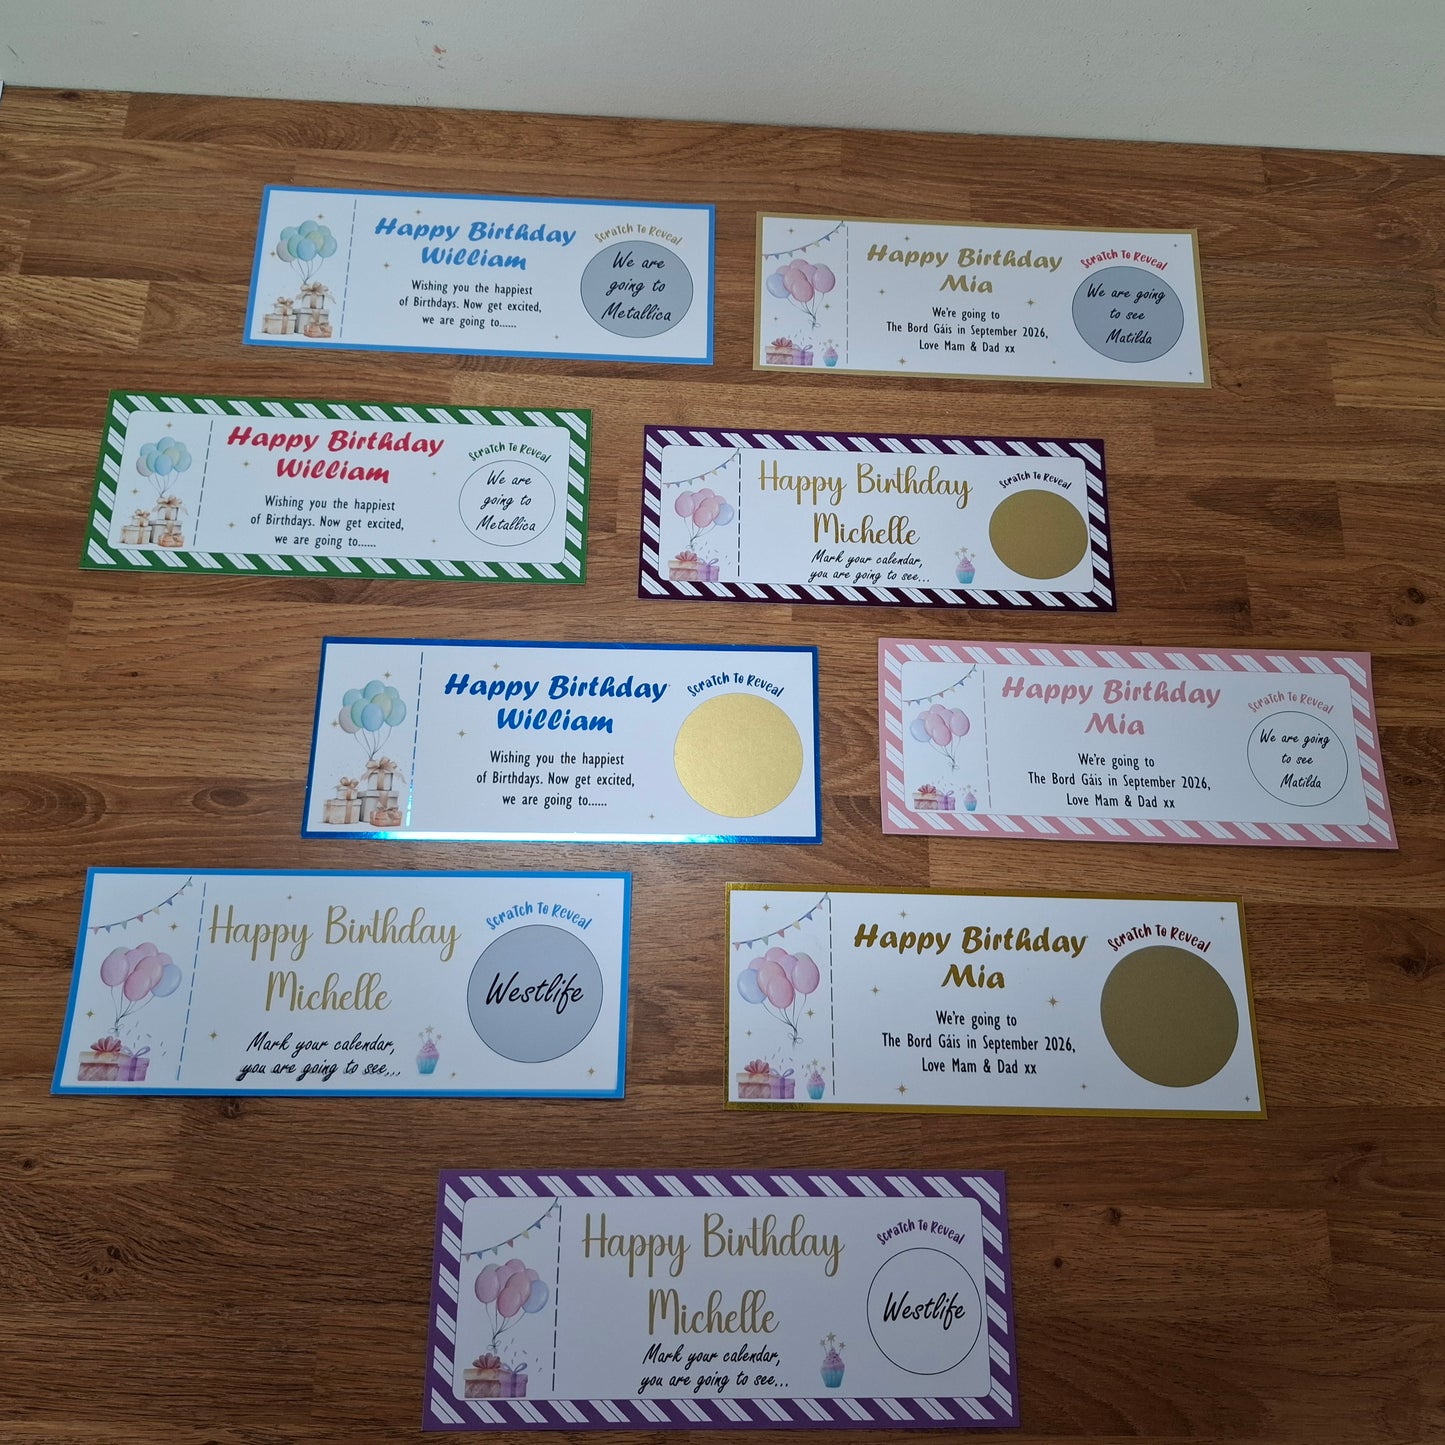 Happy Birthday
William
Wishing you the happiest
of Birthdays. Now get excited,
we are going to......
Scratch To Reveal
We are
going to
Metallica
Happy Birthday
Mia
We're going to
The Bord Gáis in September 2026,
Love Mam & Dad xx
Scratch To Reveal
We are going
to see
Matilda
Happy Birthday
William
Wishing you the happiest
of Birthdays. Now get excited,
we are going to......
Scratch To Reveal
We are
going to
Metallica
Happy Birthday
Michelle
Mark your calendar,
you are going to see...
Scratch To Reveal
Happy Birthday
William
Wishing you the happiest
of Birthdays. Now get excited,
we are going to......
Scratch To Reveal
Happy Birthday
Mia
We're going to
The Bord Gáis in September 2026,
Love Mam & Dad xx
Scratch To Reveal
We are going
to see
Matilda
Happy Birthday
Michelle
Mark your calendar,
you are going to see...
Scratch To Reveal
Westlife
Happy Birthday
Mia
We're going to
The Bord Gáis in September 2026,
Love Mam & Dad xx
Scratch To Reveal
Happy Birthday
Michelle
Mark your calendar,
you are going to see...
Scratch To Reveal
Westlife